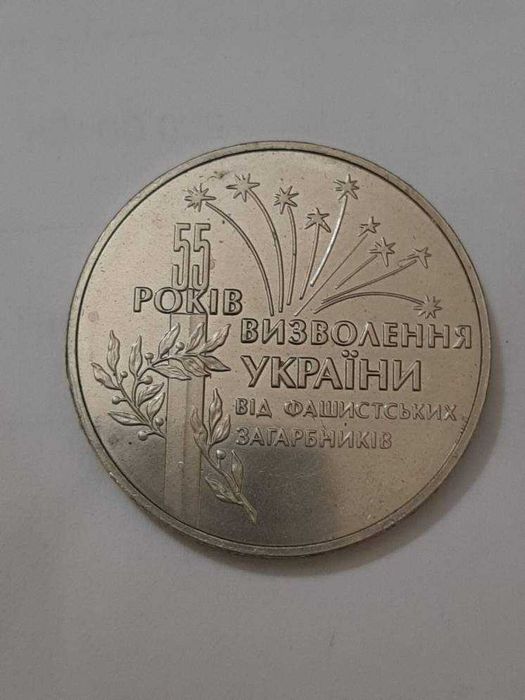 55
РОКІВ
ВИЗВОЛЕННЯ
УКРАЇНИ
ВІД ФАШИСТСЬКИХ
ЗАГАРБНИКІВ